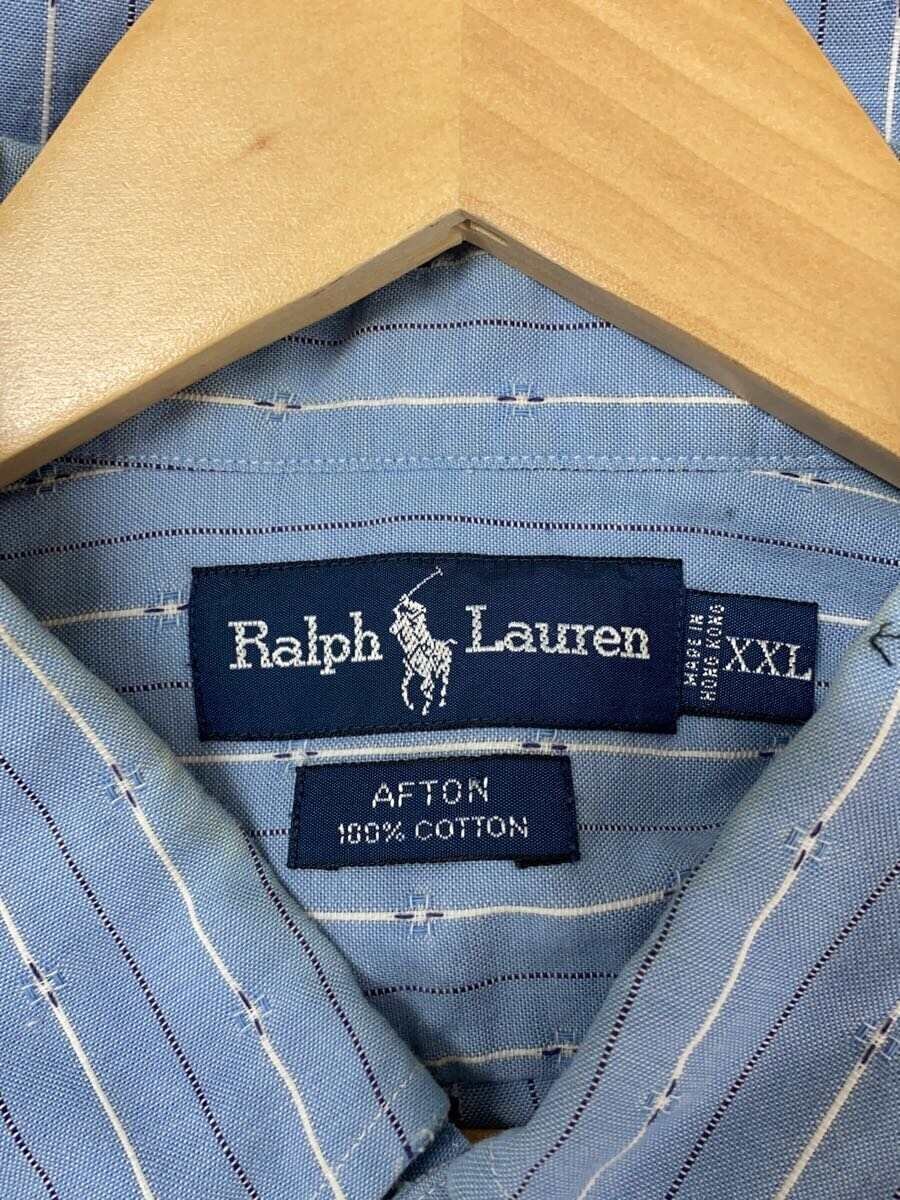 Ralph Lauren
MADE IN
HONG KONG
XXL
AFTON
100% COTTON